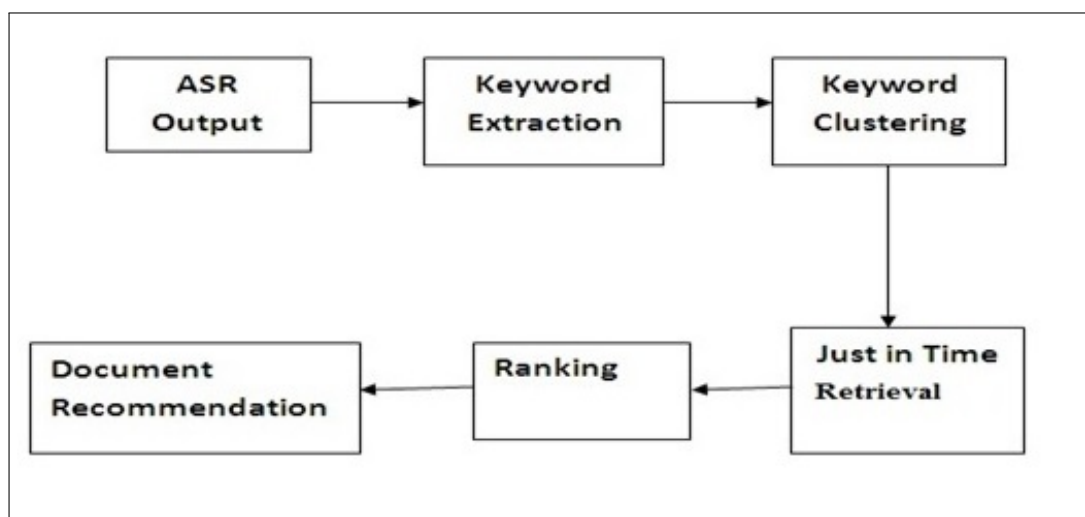 ASR
Output
Keyword
Extraction
Keyword
Clustering
Just in Time
Retrieval
Ranking
Document
Recommendation